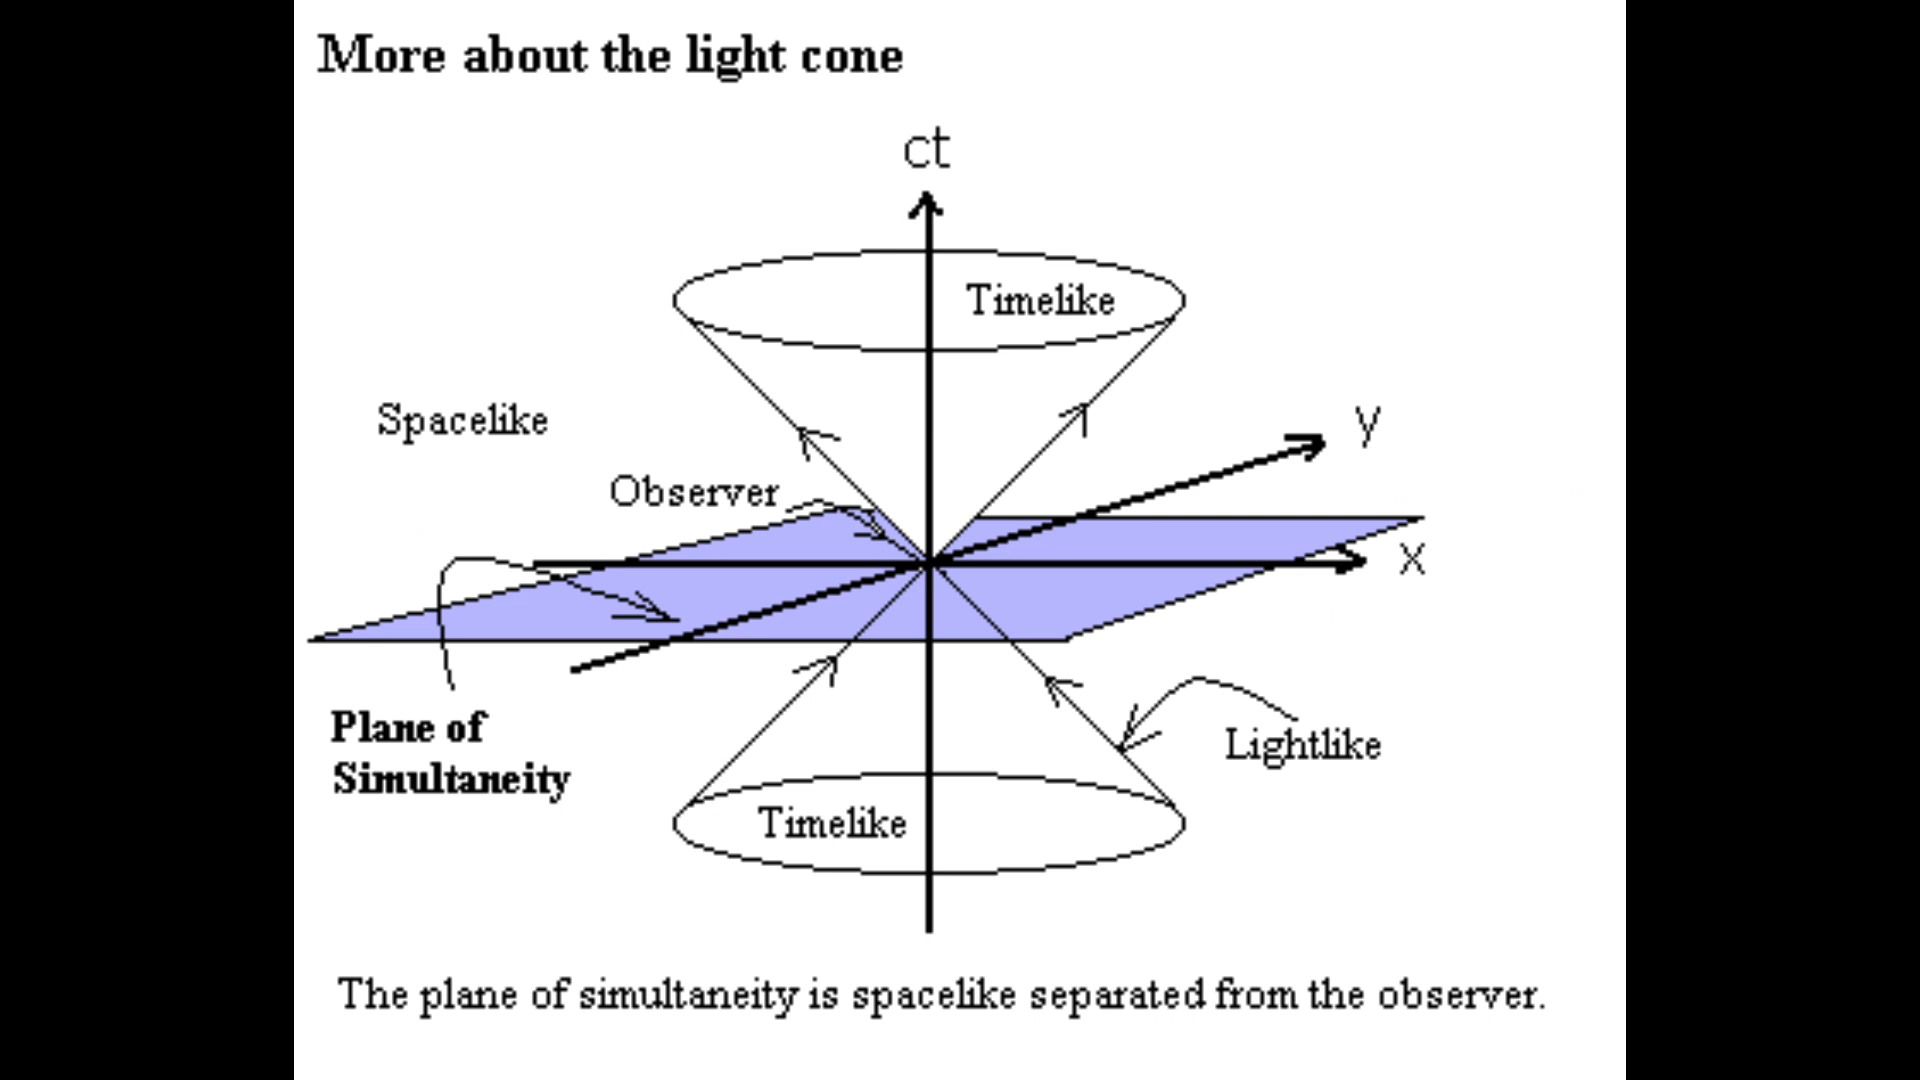 More about the light cone
ct
Timelike
Spacelike
y
Observer
x
Plane of
Simultaneity
Lightlike
Timelike
The plane of simultaneity is spacelike separated from the observer.